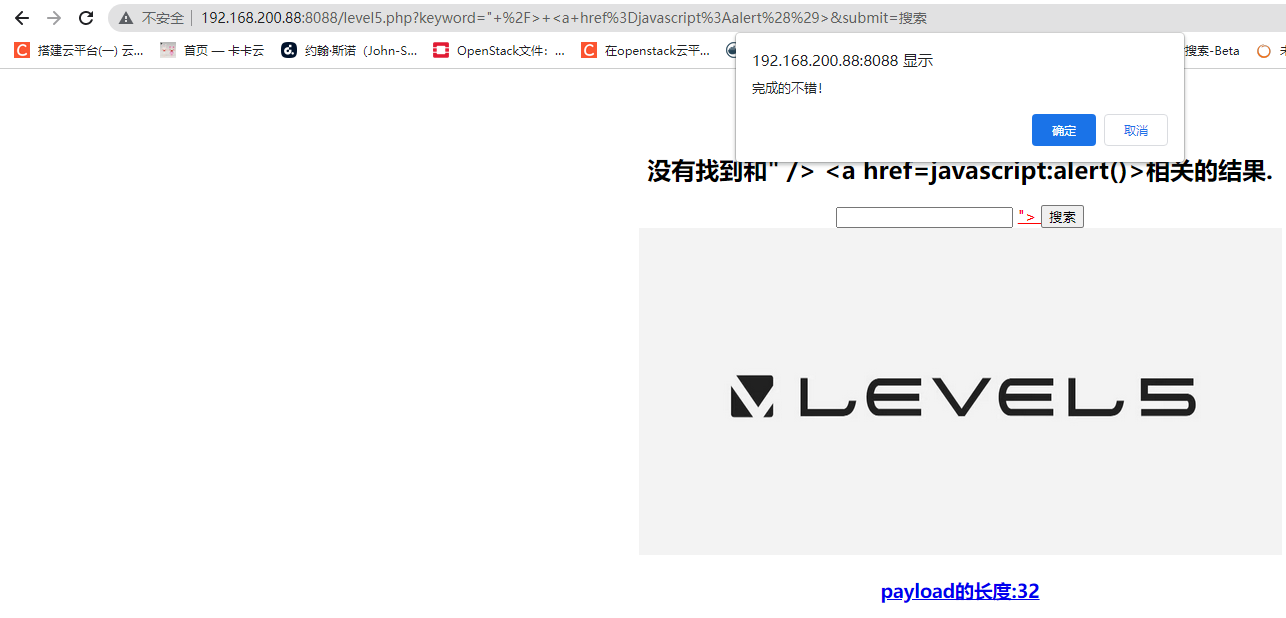 不安全 192.168.200.88:8088/level5.php?keyword="+%2F>+<a+href%3Djavascript%3Aalert%28%29>&submit=搜索
搭建云平台(一) 云... 首页 — 卡卡云 约翰·斯诺（John-S... OpenStack文件：... 在openstack云平... 搜索-Beta
192.168.200.88:8088 显示
完成的不错！
确定 取消
没有找到和" /> <a href=javascript:alert()>相关的结果.
"> 搜索
LEVEL5
payload的长度:32